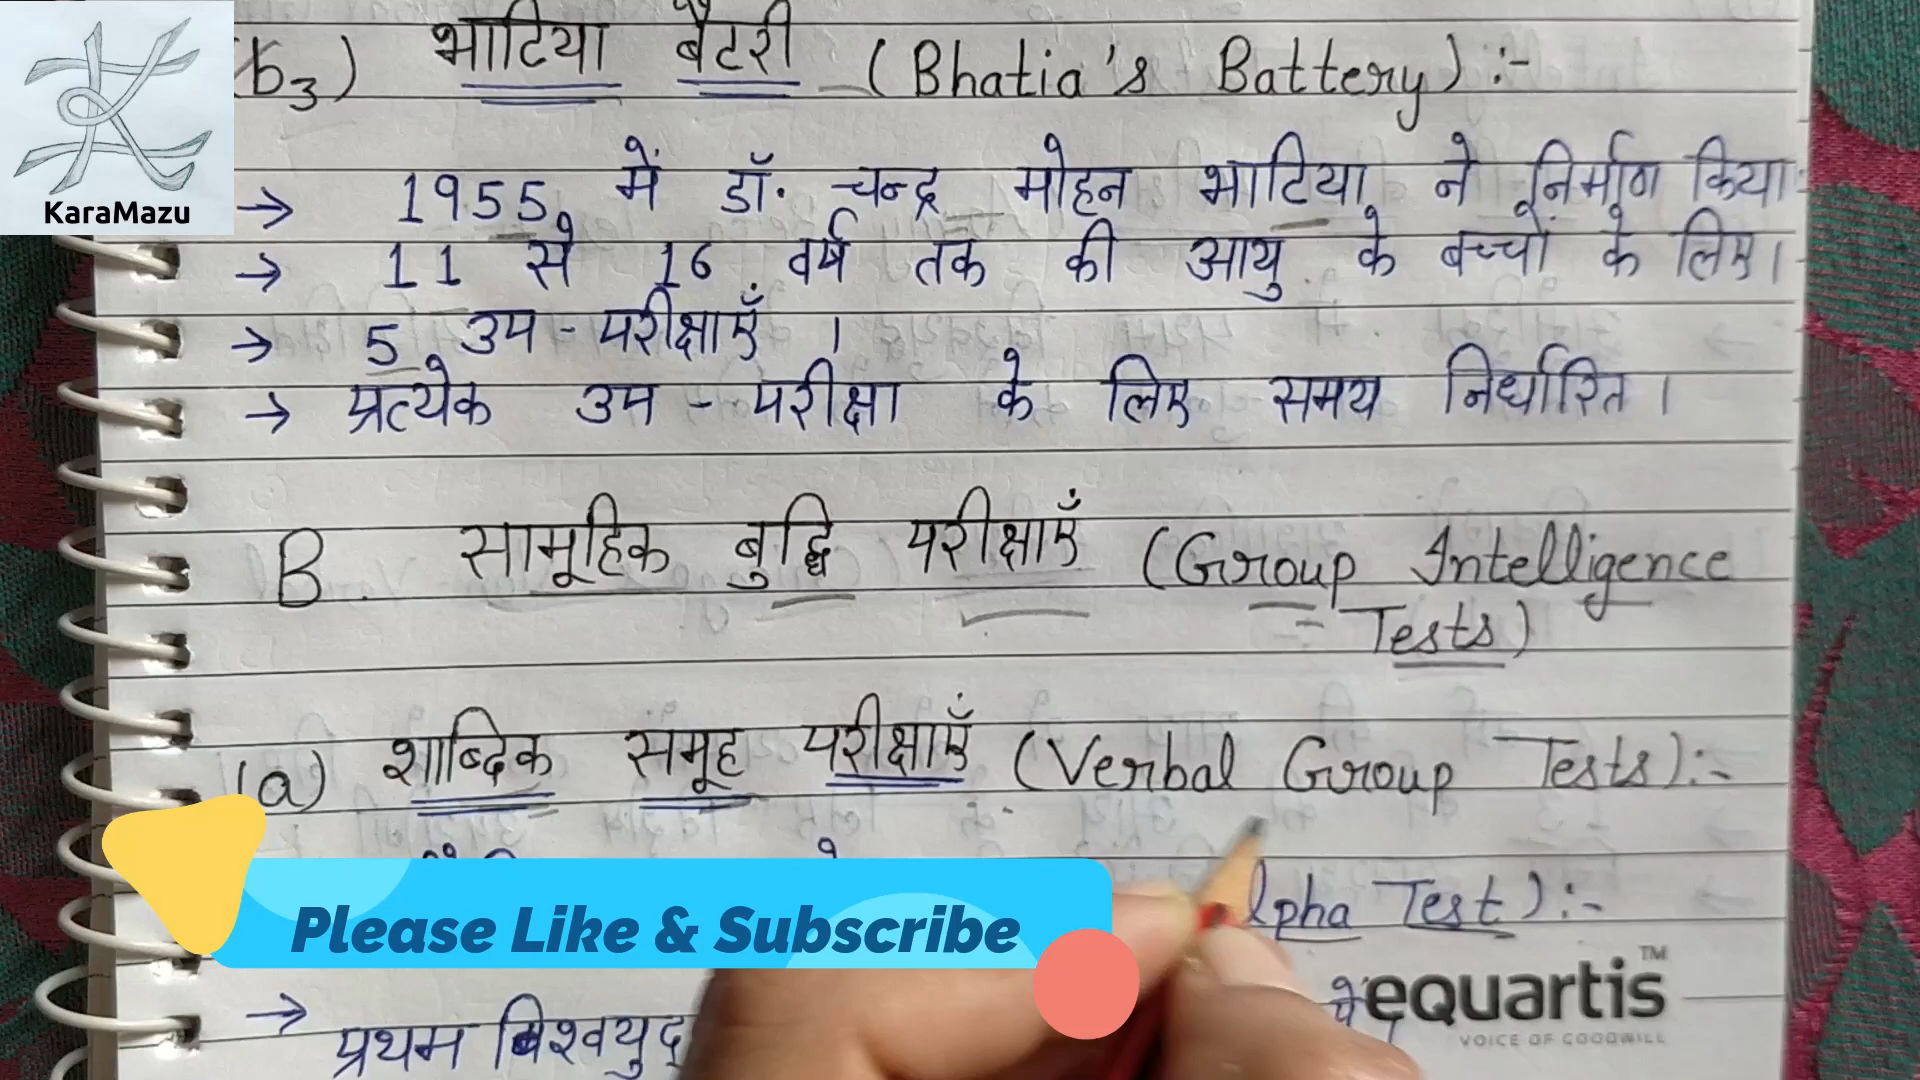 (b3) भाटिया बैटरी (Bhatia's Battery) :-
KaraMazu
→ 1955 में डॉ. चन्द्र मोहन भाटिया ने निर्माण किया
→ 11 से 16 वर्ष तक की आयु के बच्चों के लिए।
→ 5 उप-परीक्षाएँ ।
→ प्रत्येक उप-परीक्षा के लिए समय निर्धारित ।
B. सामूहिक बुद्धि परीक्षाएँ (Group Intelligence
Tests)
(a) शाब्दिक समूह परीक्षाएँ (Verbal Group Tests):-
lpha Test):-
Please Like & Subscribe
equartis TM
VOICE OF GOODWILL
→ प्रथम विश्वयुद्